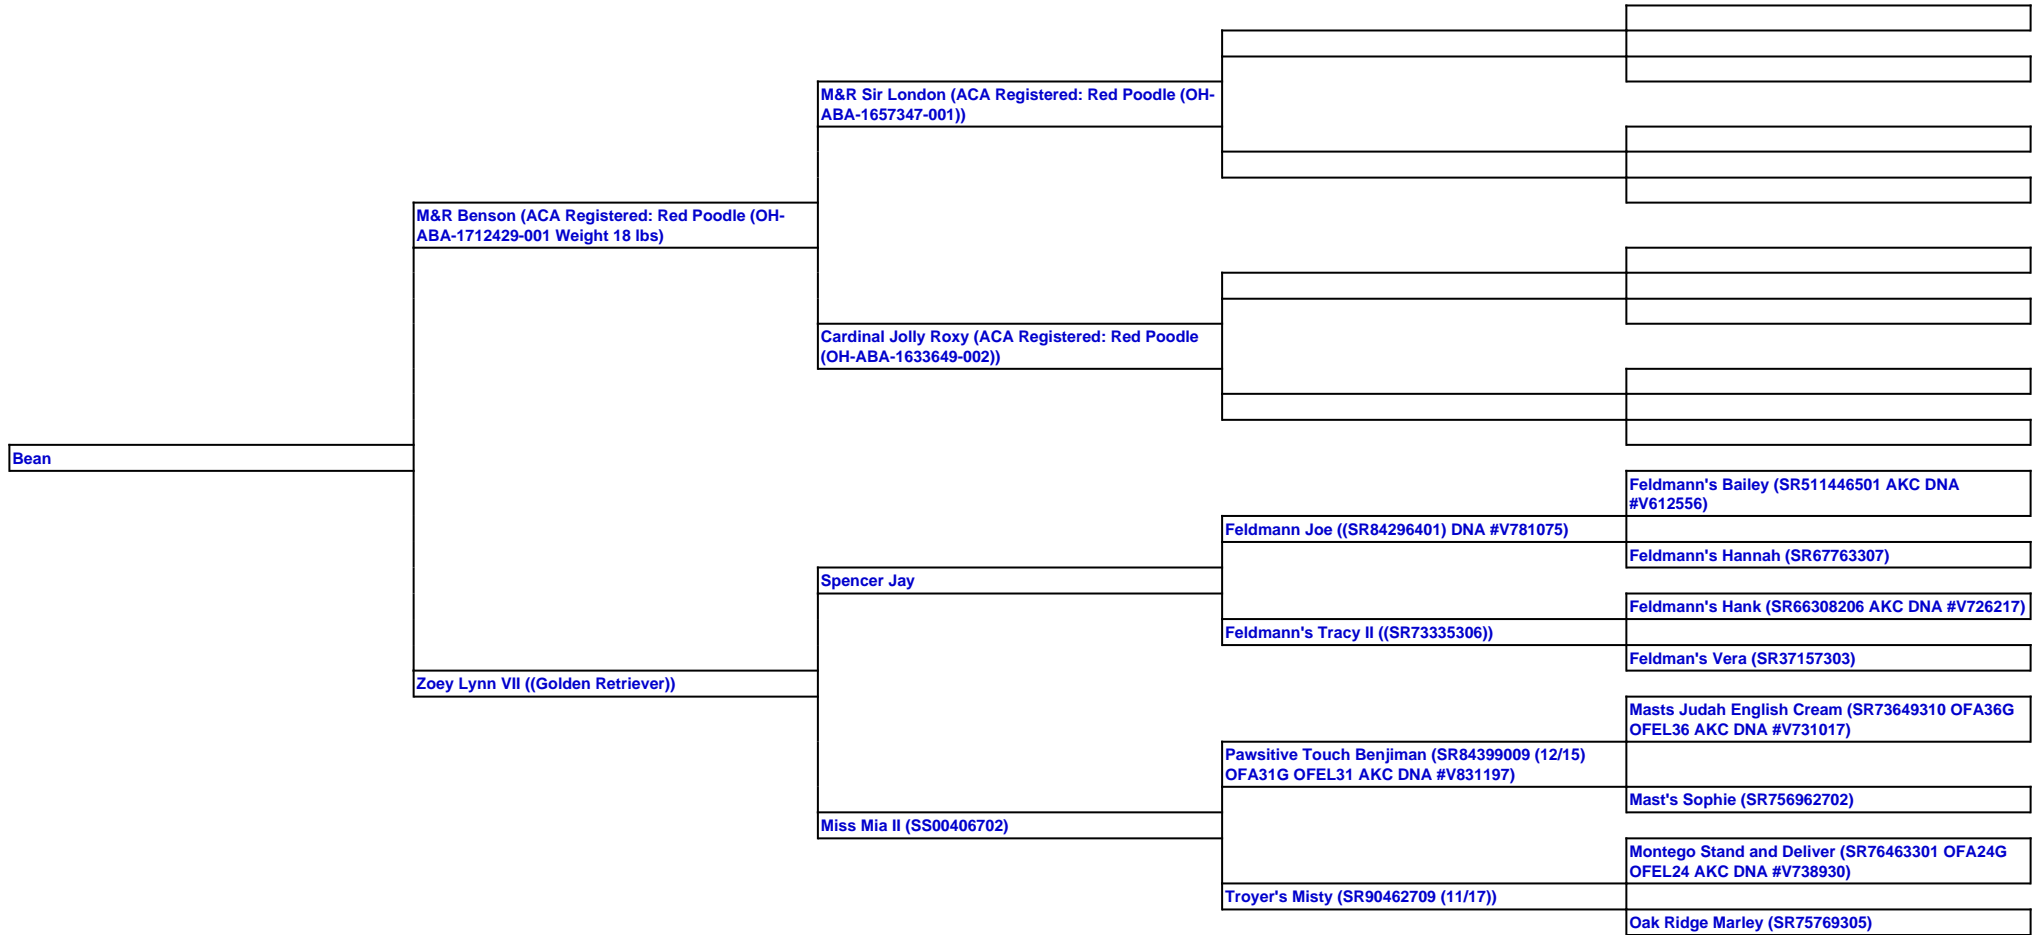 M&R Sir London (ACA Registered: Red Poodle (OH-
ABA-1657347-001))
M&R Benson (ACA Registered: Red Poodle (OH-
ABA-1712429-001 Weight 18 lbs)
Cardinal Jolly Roxy (ACA Registered: Red Poodle
(OH-ABA-1633649-002))
Bean
Feldmann's Bailey (SR511446501 AKC DNA
#V612556)
Feldmann Joe ((SR84296401) DNA #V781075)
Feldmann's Hannah (SR67763307)
Spencer Jay
Feldmann's Hank (SR66308206 AKC DNA #V726217)
Feldmann's Tracy II ((SR73335306))
Feldman's Vera (SR37157303)
Zoey Lynn VII ((Golden Retriever))
Masts Judah English Cream (SR73649310 OFA36G
OFEL36 AKC DNA #V731017)
Pawsitive Touch Benjiman (SR84399009 (12/15)
OFA31G OFEL31 AKC DNA #V831197)
Mast's Sophie (SR756962702)
Miss Mia II (SS00406702)
Montego Stand and Deliver (SR76463301 OFA24G
OFEL24 AKC DNA #V738930)
Troyer's Misty (SR90462709 (11/17))
Oak Ridge Marley (SR75769305)